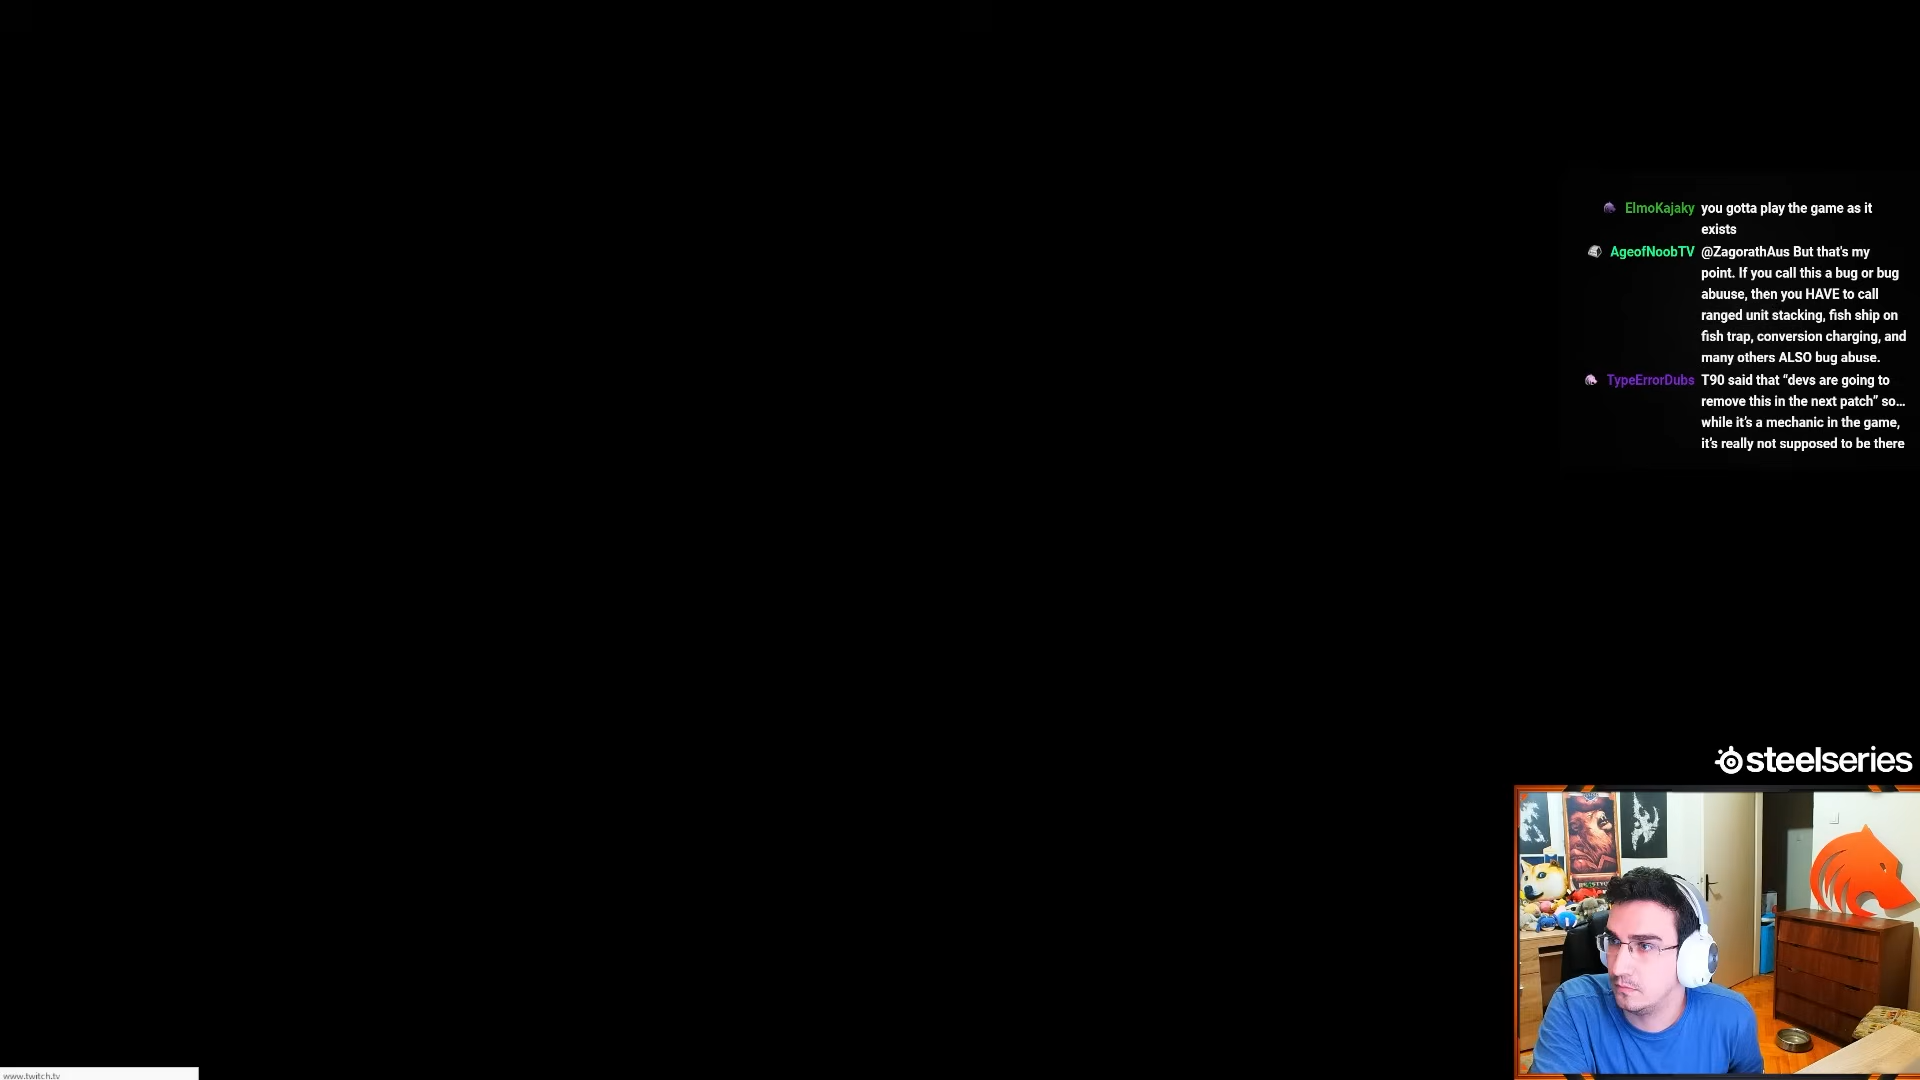 ElmoKajaky you gotta play the game as it
exists
AgeofNoobTV @ZagorathAus But that's my
point. If you call this a bug or bug
abuuse, then you HAVE to call
ranged unit stacking, fish ship on
fish trap, conversion charging, and
many others ALSO bug abuse.
TypeErrorDubs T90 said that “devs are going to
remove this in the next patch” so...
while it’s a mechanic in the game,
it’s really not supposed to be there
steelseries
www.twitch.tv